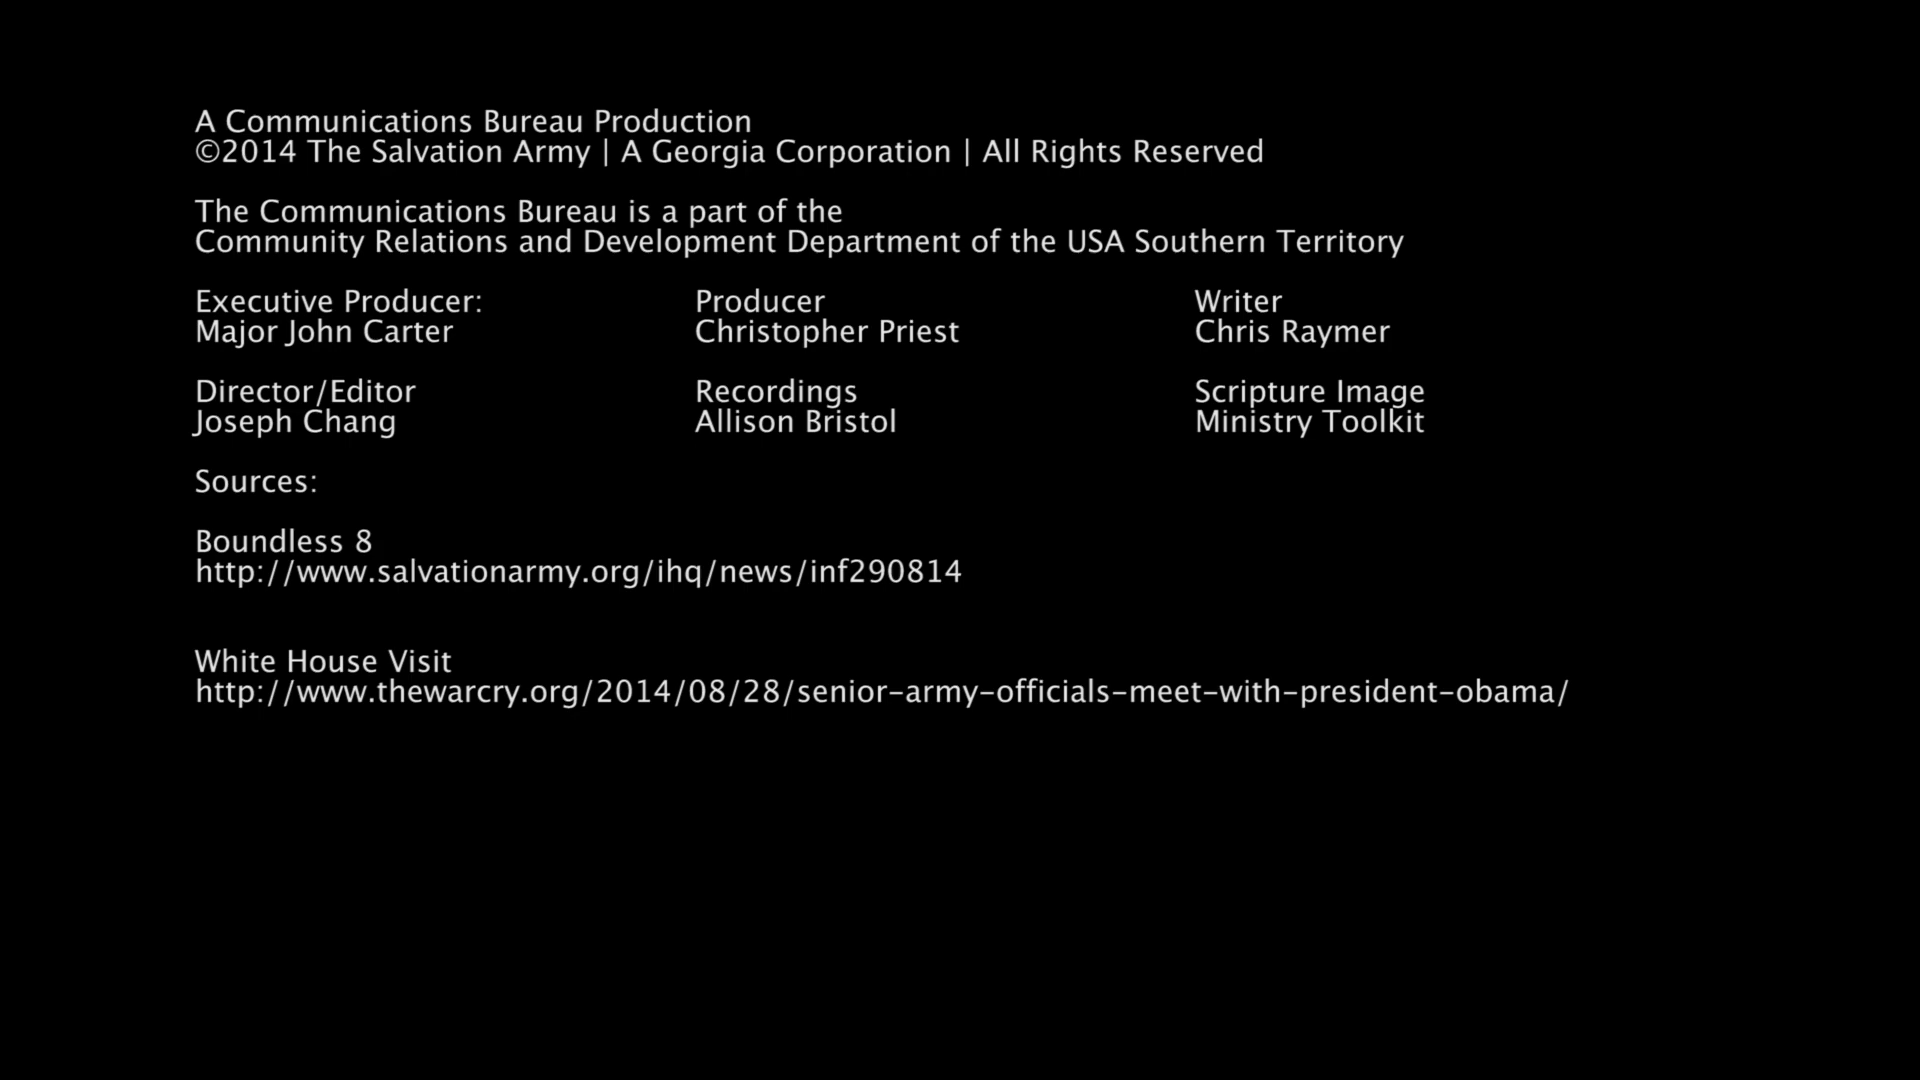 A Communications Bureau Production
©2014 The Salvation Army | A Georgia Corporation | All Rights Reserved
The Communications Bureau is a part of the
Community Relations and Development Department of the USA Southern Territory
Executive Producer:
Major John Carter
Producer
Christopher Priest
Writer
Chris Raymer
Director/Editor
Joseph Chang
Recordings
Allison Bristol
Scripture Image
Ministry Toolkit
Sources:
Boundless 8
http://www.salvationarmy.org/ihq/news/inf290814
White House Visit
http://www.thewarcry.org/2014/08/28/senior-army-officials-meet-with-president-obama/